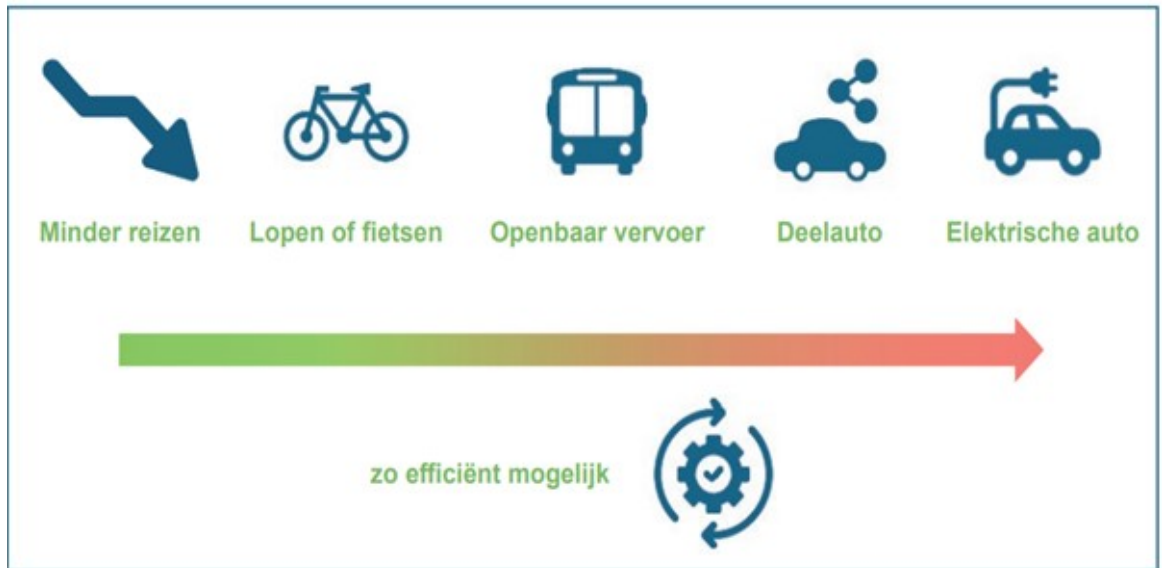 Minder reizen
Lopen of fietsen
Openbaar vervoer
Deelauto
Elektrische auto
zo efficiënt mogelijk